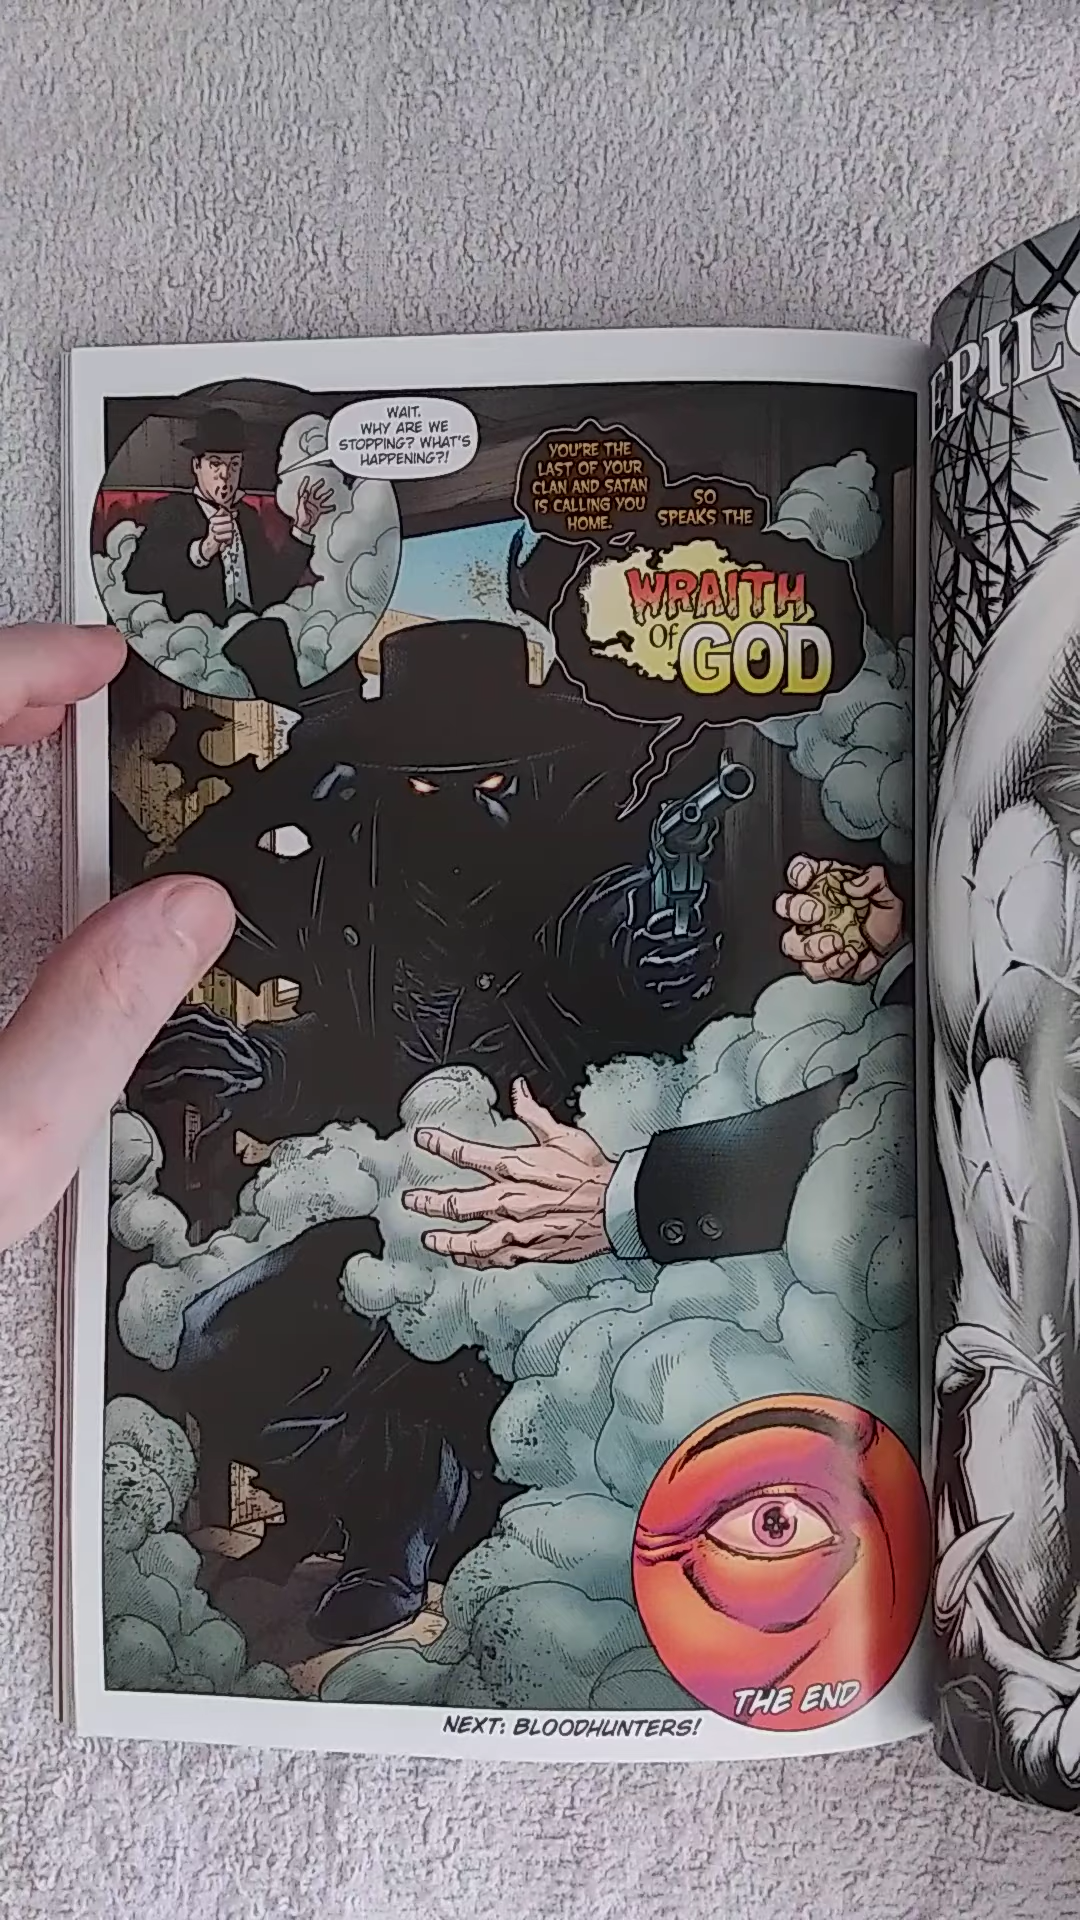 WAIT.
WHY ARE WE
STOPPING? WHAT'S
HAPPENING?!
YOU'RE THE
LAST OF YOUR
CLAN AND SATAN
IS CALLING YOU
HOME.
SO
SPEAKS THE
WRAITH
Of
GOD
THE END
NEXT: BLOODHUNTERS!